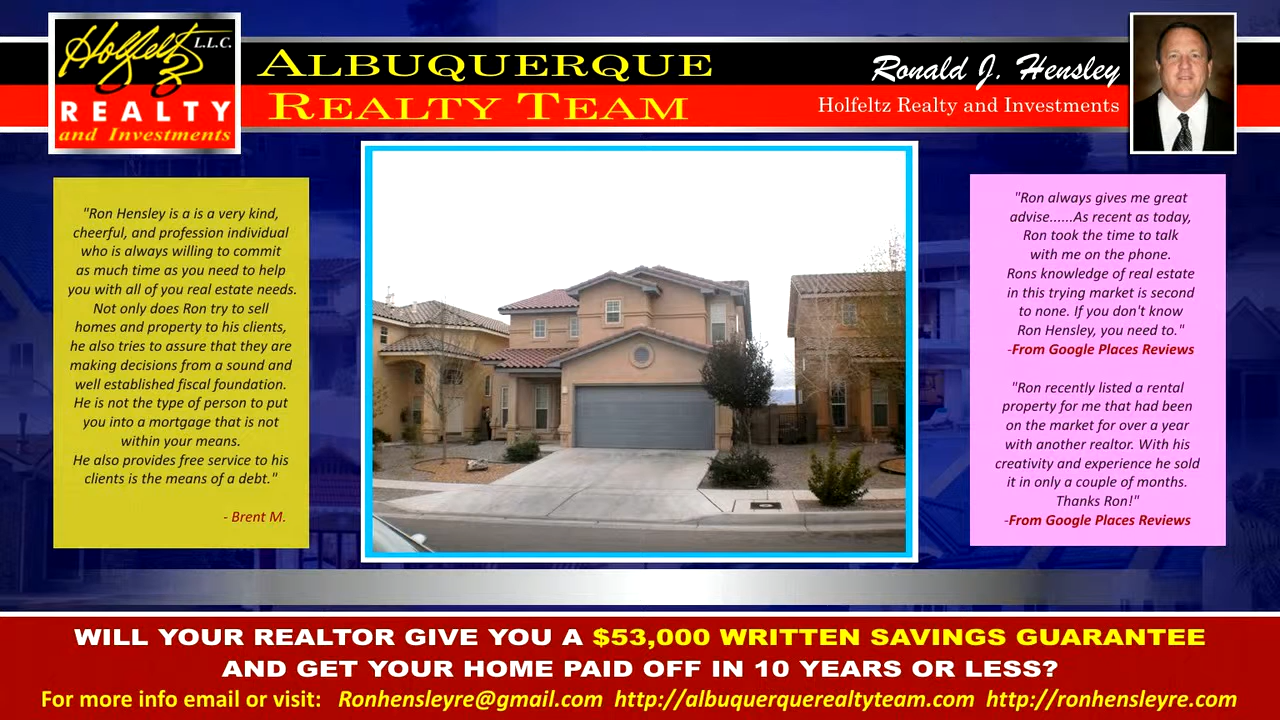 Holfeltz L.L.C.
REALTY
and Investments
ALBUQUERQUE
REALTY TEAM
Ronald J. Hensley
Holfeltz Realty and Investments
"Ron Hensley is a is a very kind,
cheerful, and profession individual
who is always willing to commit
as much time as you need to help
you with all of you real estate needs.
Not only does Ron try to sell
homes and property to his clients,
he also tries to assure that they are
making decisions from a sound and
well established fiscal foundation.
He is not the type of person to put
you into a mortgage that is not
within your means.
He also provides free service to his
clients is the means of a debt."
- Brent M.
"Ron always gives me great
advise......As recent as today,
Ron took the time to talk
with me on the phone.
Rons knowledge of real estate
in this trying market is second
to none. If you don't know
Ron Hensley, you need to."
-From Google Places Reviews
"Ron recently listed a rental
property for me that had been
on the market for over a year
with another realtor. With his
creativity and experience he sold
it in only a couple of months.
Thanks Ron!"
-From Google Places Reviews
WILL YOUR REALTOR GIVE YOU A $53,000 WRITTEN SAVINGS GUARANTEE
AND GET YOUR HOME PAID OFF IN 10 YEARS OR LESS?
For more info email or visit: Ronhensleyre@gmail.com http://albuquerquerealtyteam.com http://ronhensleyre.com